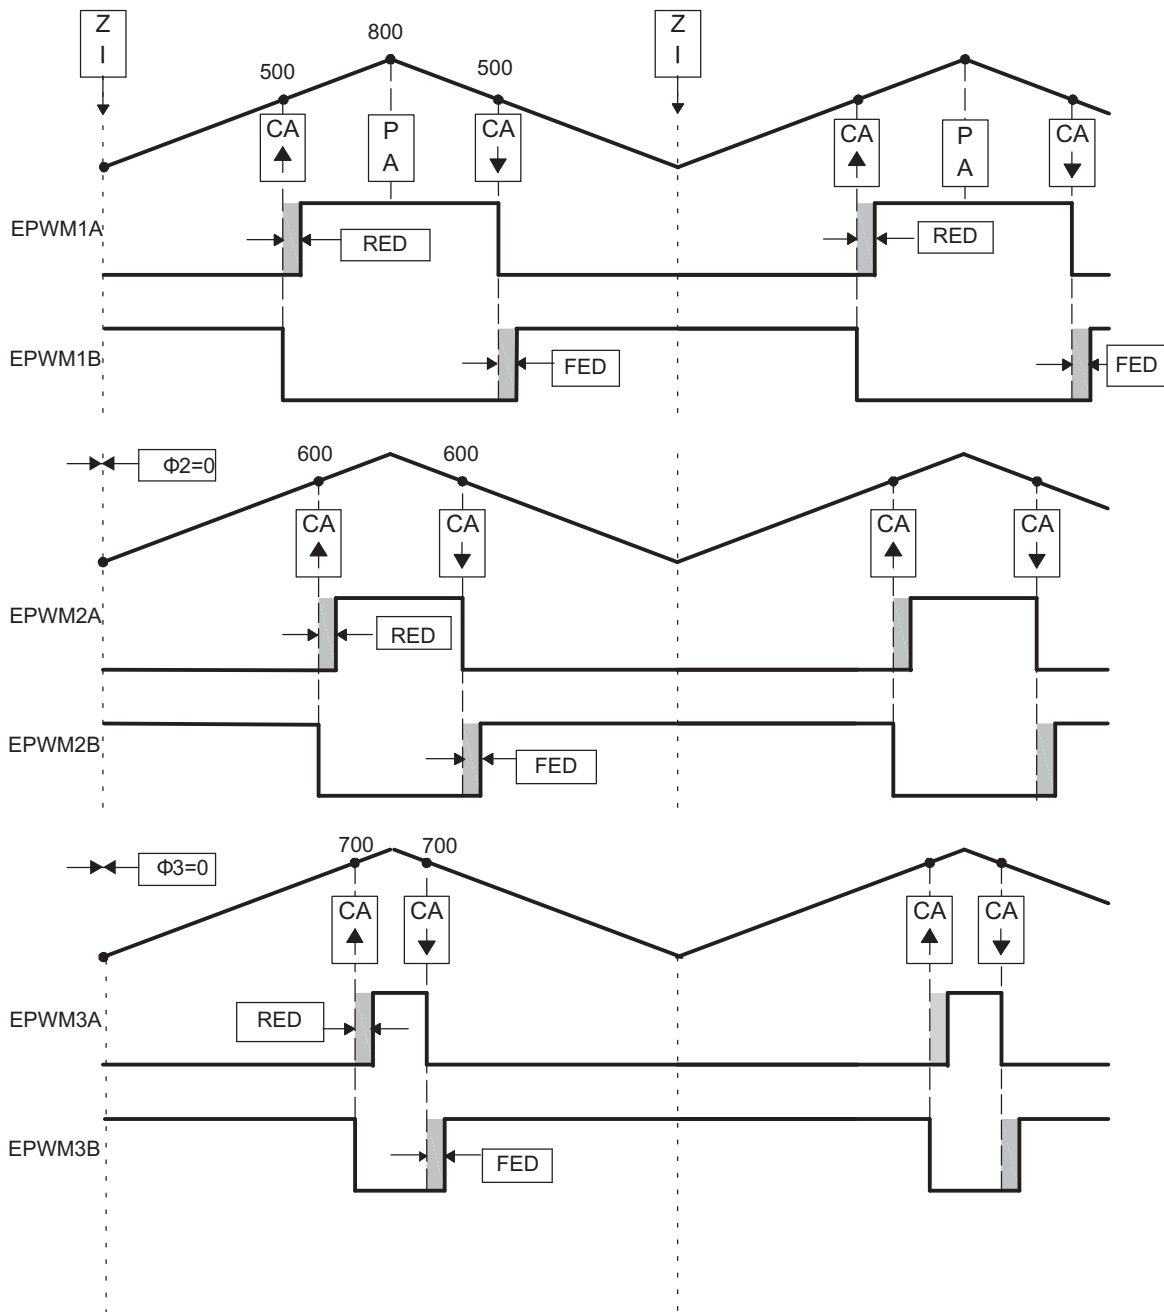 Z
I
800
Z
I
500
500
CA
P
A
CA
CA
P
A
CA
EPWM1A
RED
RED
EPWM1B
FED
FED
Φ2=0
600
600
CA
CA
CA
CA
EPWM2A
RED
EPWM2B
FED
Φ3=0
700
700
CA
CA
CA
CA
EPWM3A
RED
EPWM3B
FED